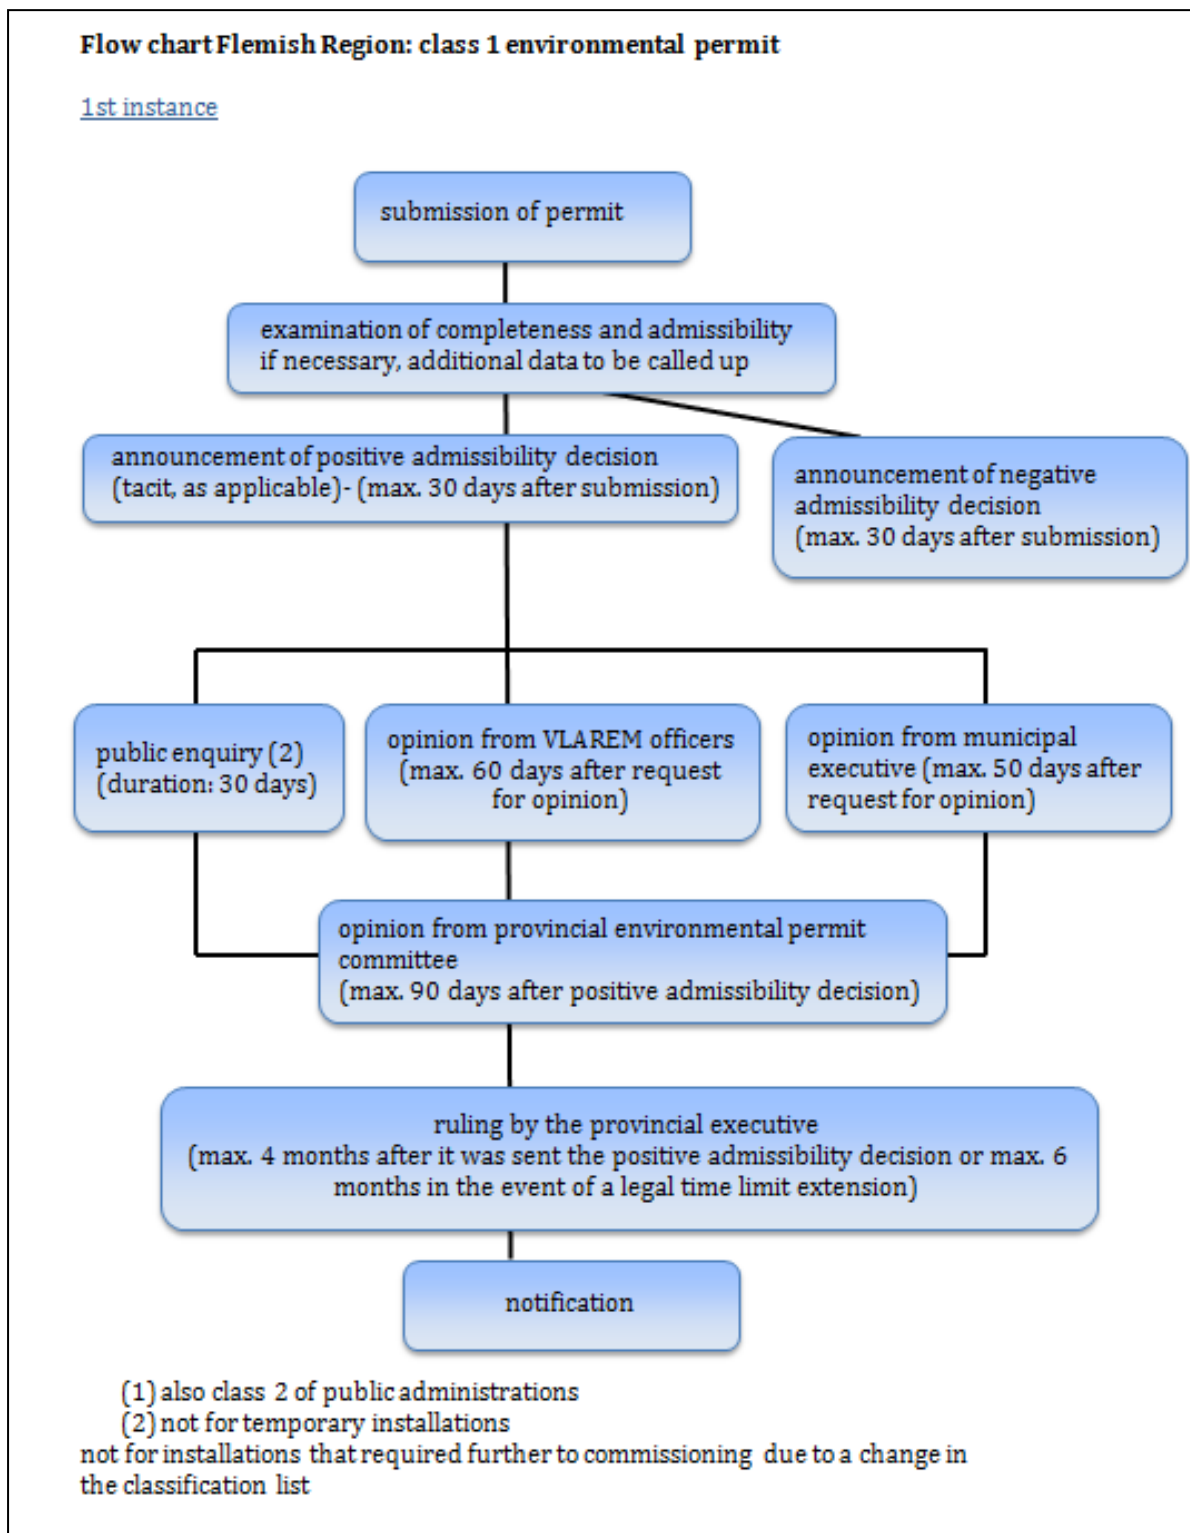 Flow chart Flemish Region: class 1 environmental permit
1st instance
submission of permit
examination of completeness and admissibility
if necessary, additional data to be called up
announcement of positive admissibility decision
(tacit, as applicable)- (max. 30 days after submission)
announcement of negative
admissibility decision
(max. 30 days after submission)
public enquiry (2)
(duration: 30 days)
opinion from VLAREM officers
(max. 60 days after request
for opinion)
opinion from municipal
executive (max. 50 days after
request for opinion)
opinion from provincial environmental permit
committee
(max. 90 days after positive admissibility decision)
ruling by the provincial executive
(max. 4 months after it was sent the positive admissibility decision or max. 6
months in the event of a legal time limit extension)
notification
(1) also class 2 of public administrations
(2) not for temporary installations
not for installations that required further to commissioning due to a change in
the classification list